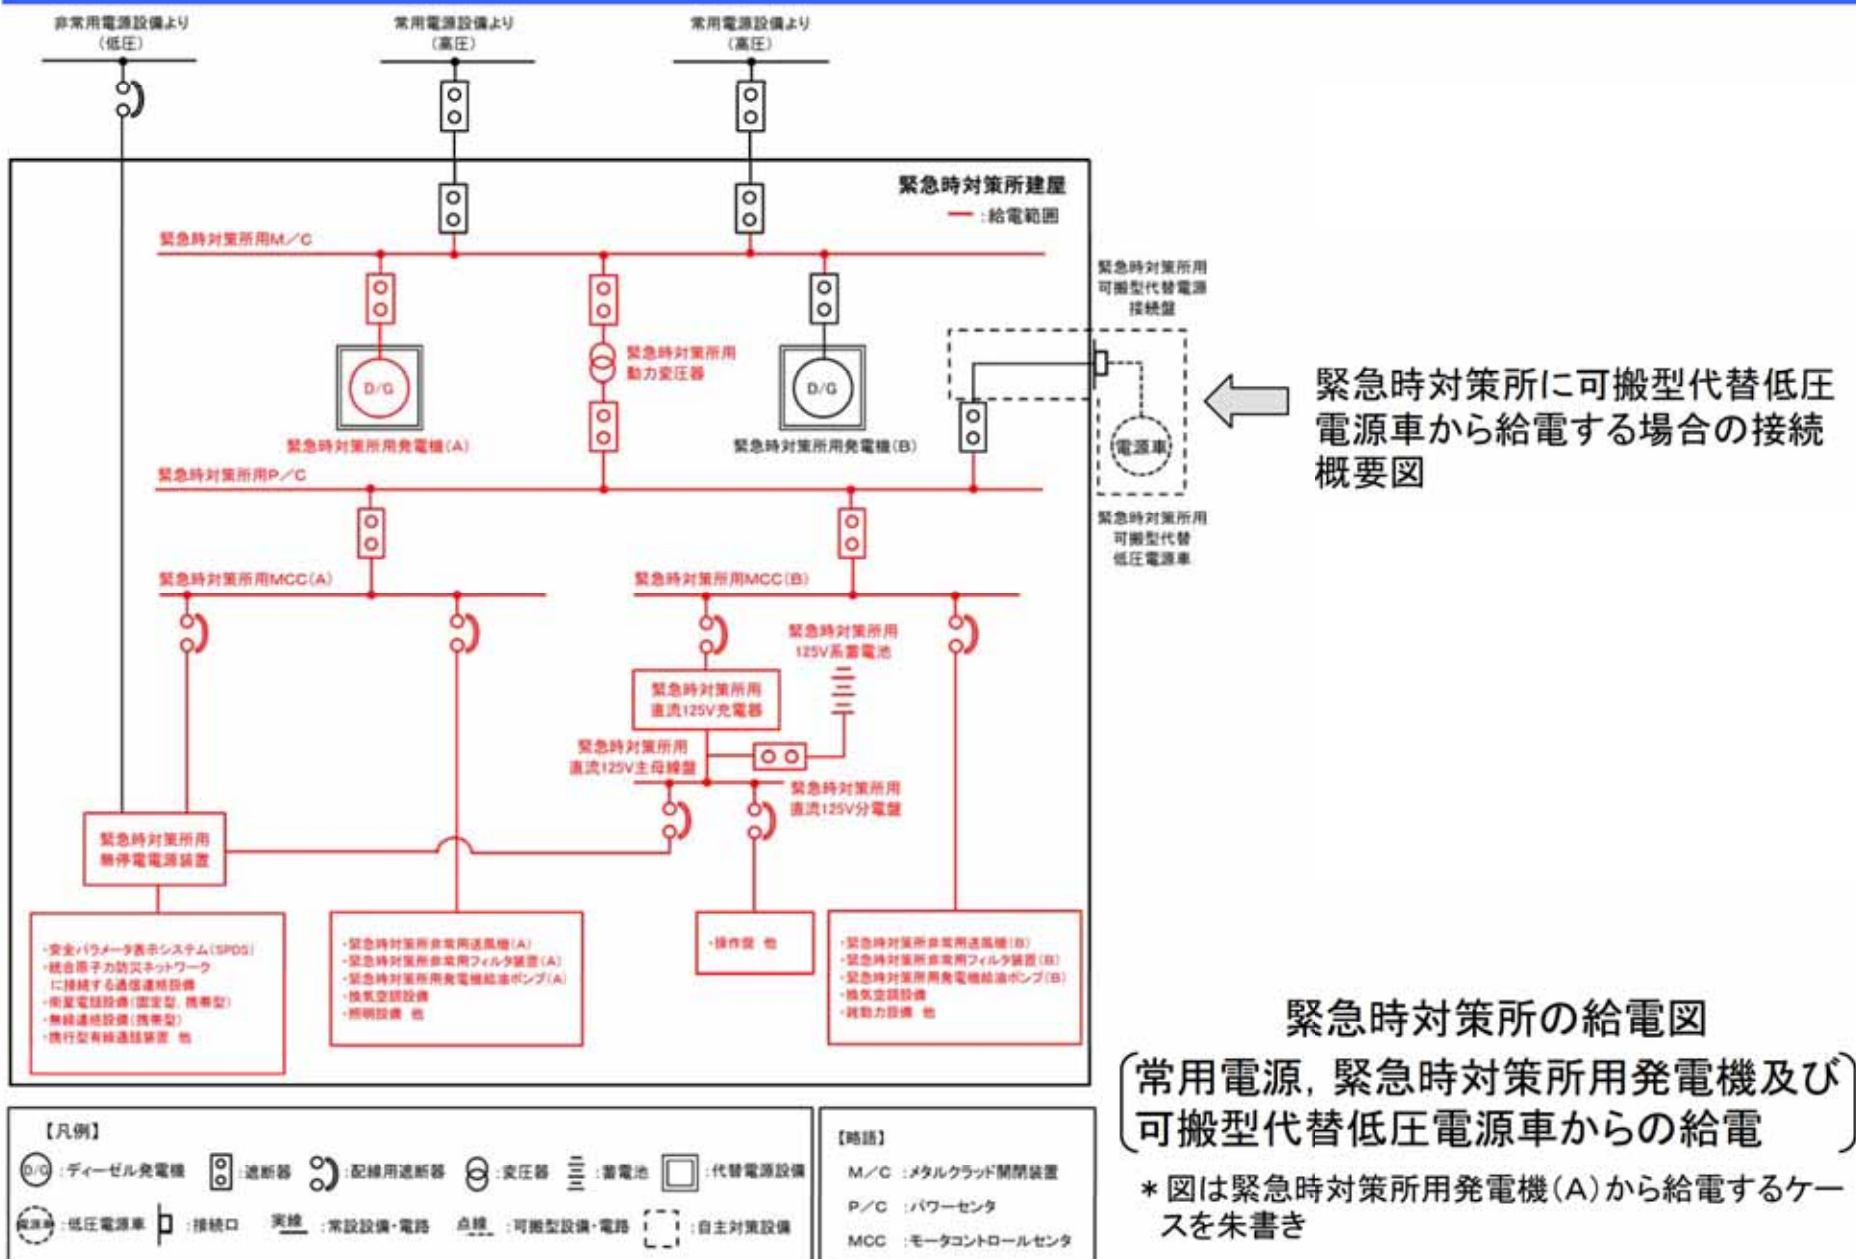 非常用電源設備より
(低圧)
常用電源設備より
(高圧)
常用電源設備より
(高圧)
緊急時対策所建屋
:給電範囲
緊急時対策所用M/C
緊急時対策所用
可搬型代替電源
接続盤
緊急時対策所用
動力変圧器
D/G
D/G
緊急時対策所用発電機(A)
緊急時対策所用発電機(B)
電源車
緊急時対策所に可搬型代替低圧
電源車から給電する場合の接続
概要図
緊急時対策所用P/C
緊急時対策所用
可搬型代替
低圧電源車
緊急時対策所用MCC(A)
緊急時対策所用MCC(B)
緊急時対策所用
125V系蓄電池
緊急時対策所用
直流125V充電器
緊急時対策所用
直流125V主母線盤
緊急時対策所用
直流125V分電盤
緊急時対策所用
無停電電源装置
・安全パラメータ表示システム(SPDS)
・統合原子力防災ネットワーク
に接続する通信連絡設備
・衛星電話設備(固定型, 携帯型)
・無線連絡設備(携帯型)
・携行型有線通話装置 他
・緊急時対策所非常用送風機(A)
・緊急時対策所非常用フィルタ装置(A)
・緊急時対策所用発電機給油ポンプ(A)
・換気空調設備
・照明設備 他
・操作盤 他
・緊急時対策所非常用送風機(B)
・緊急時対策所非常用フィルタ装置(B)
・緊急時対策所用発電機給油ポンプ(B)
・換気空調設備
・雑動力設備 他
緊急時対策所の給電図
常用電源, 緊急時対策所用発電機及び
可搬型代替低圧電源車からの給電
*図は緊急時対策所用発電機(A)から給電するケー
スを朱書き
【凡例】
D/G :ディーゼル発電機 :遮断器 :配線用遮断器 :変圧器 :蓄電池 :代替電源設備
電源車 :低圧電源車 :接続口 実線 :常設設備・電路 点線 :可搬型設備・電路 :自主対策設備
【略語】
M/C :メタルクラッド開閉装置
P/C :パワーセンタ
MCC :モータコントロールセンタ